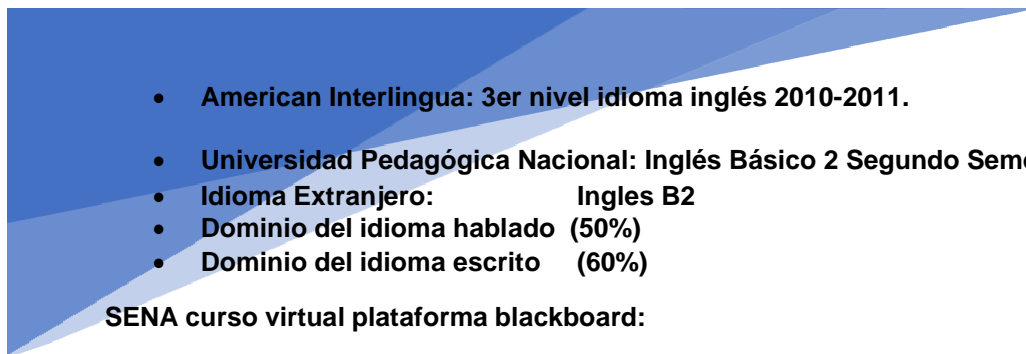 • American Interlingua: 3er nivel idioma inglés 2010-2011.
• Universidad Pedagógica Nacional: Inglés Básico 2 Segundo
• Idioma Extranjero: Ingles B2
• Dominio del idioma hablado (50%)
• Dominio del idioma escrito (60%)
SENA curso virtual plataforma blackboard: